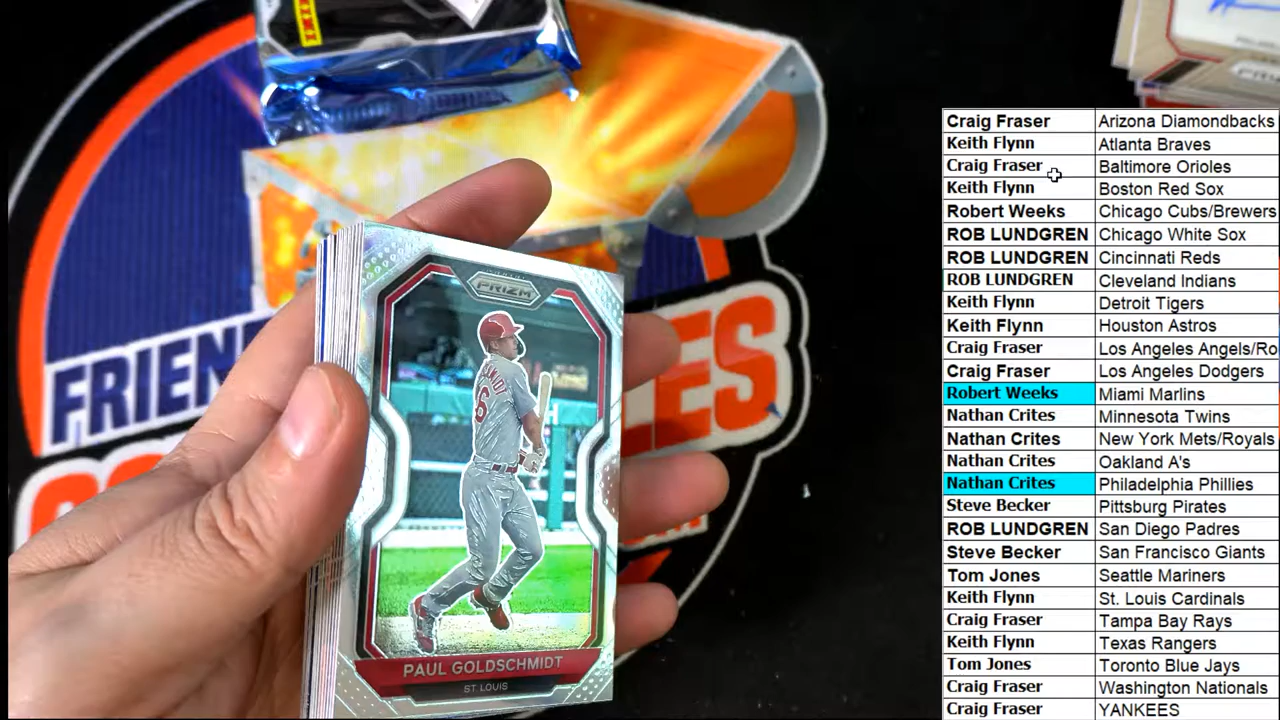 PANINI
PRIZM
6
PAUL GOLDSCHMIDT
ST. LOUIS
FRIEN
CO
LES
Craig Fraser Arizona Diamondbacks
Keith Flynn Atlanta Braves
Craig Fraser Baltimore Orioles
Keith Flynn Boston Red Sox
Robert Weeks Chicago Cubs/Brewers
ROB LUNDGREN Chicago White Sox
ROB LUNDGREN Cincinnati Reds
ROB LUNDGREN Cleveland Indians
Keith Flynn Detroit Tigers
Keith Flynn Houston Astros
Craig Fraser Los Angeles Angels/Ro
Craig Fraser Los Angeles Dodgers
Robert Weeks Miami Marlins
Nathan Crites Minnesota Twins
Nathan Crites New York Mets/Royals
Nathan Crites Oakland A's
Nathan Crites Philadelphia Phillies
Steve Becker Pittsburg Pirates
ROB LUNDGREN San Diego Padres
Steve Becker San Francisco Giants
Tom Jones Seattle Mariners
Keith Flynn St. Louis Cardinals
Craig Fraser Tampa Bay Rays
Keith Flynn Texas Rangers
Tom Jones Toronto Blue Jays
Craig Fraser Washington Nationals
Craig Fraser YANKEES